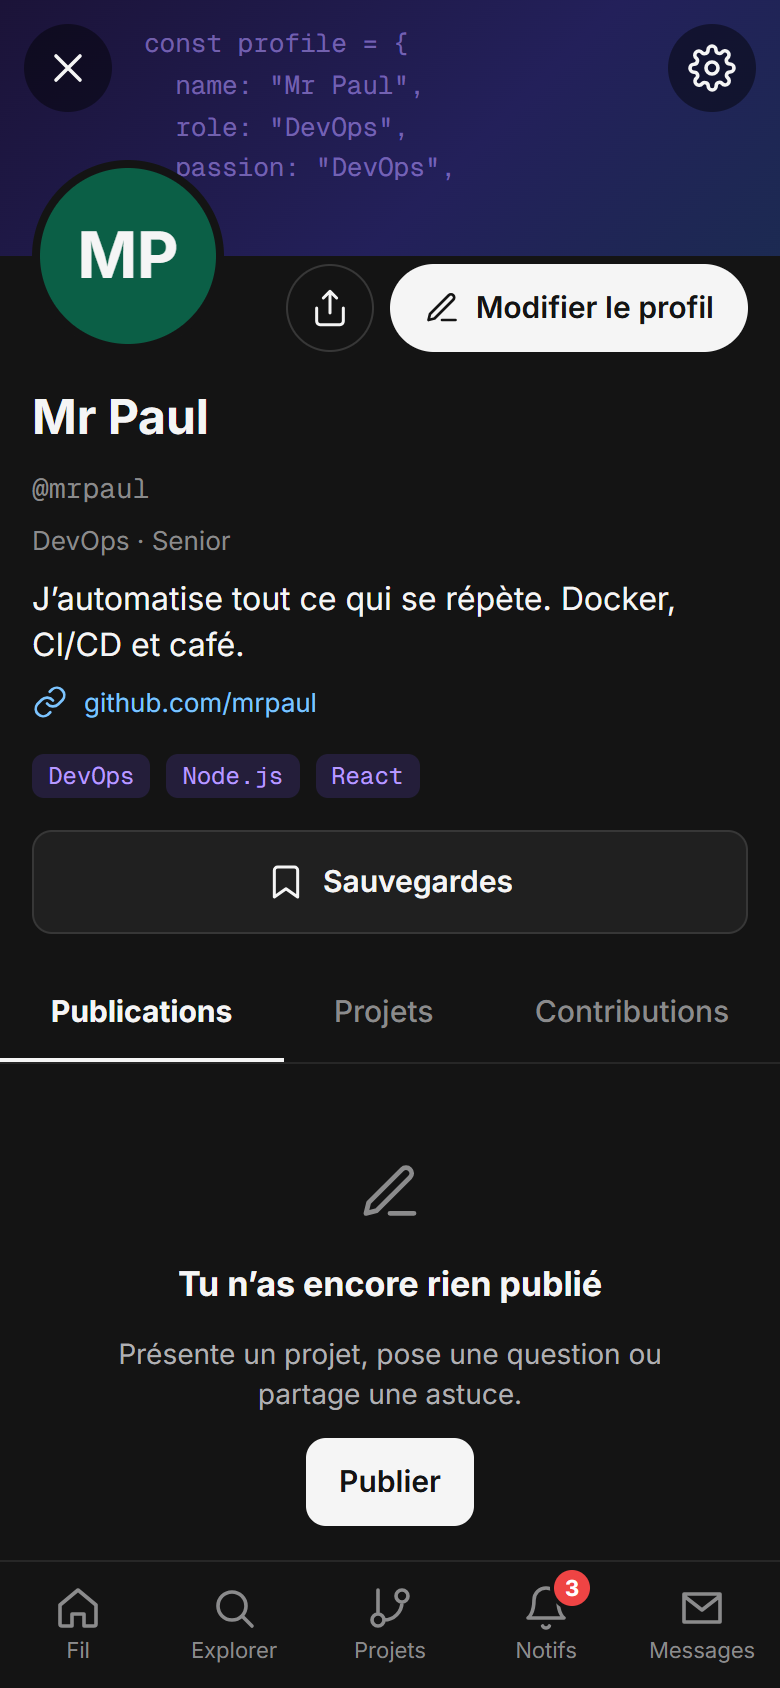 const profile = {
name: "Mr Paul",
role: "DevOps",
passion: "DevOps",
MP
Modifier le profil
Mr Paul
@mrpaul
DevOps · Senior
J’automatise tout ce qui se répète. Docker,
CI/CD et café.
github.com/mrpaul
DevOps Node.js React
Sauvegardes
Publications Projets Contributions
Tu n’as encore rien publié
Présente un projet, pose une question ou
partage une astuce.
Publier
3
Fil Explorer Projets Notifs Messages